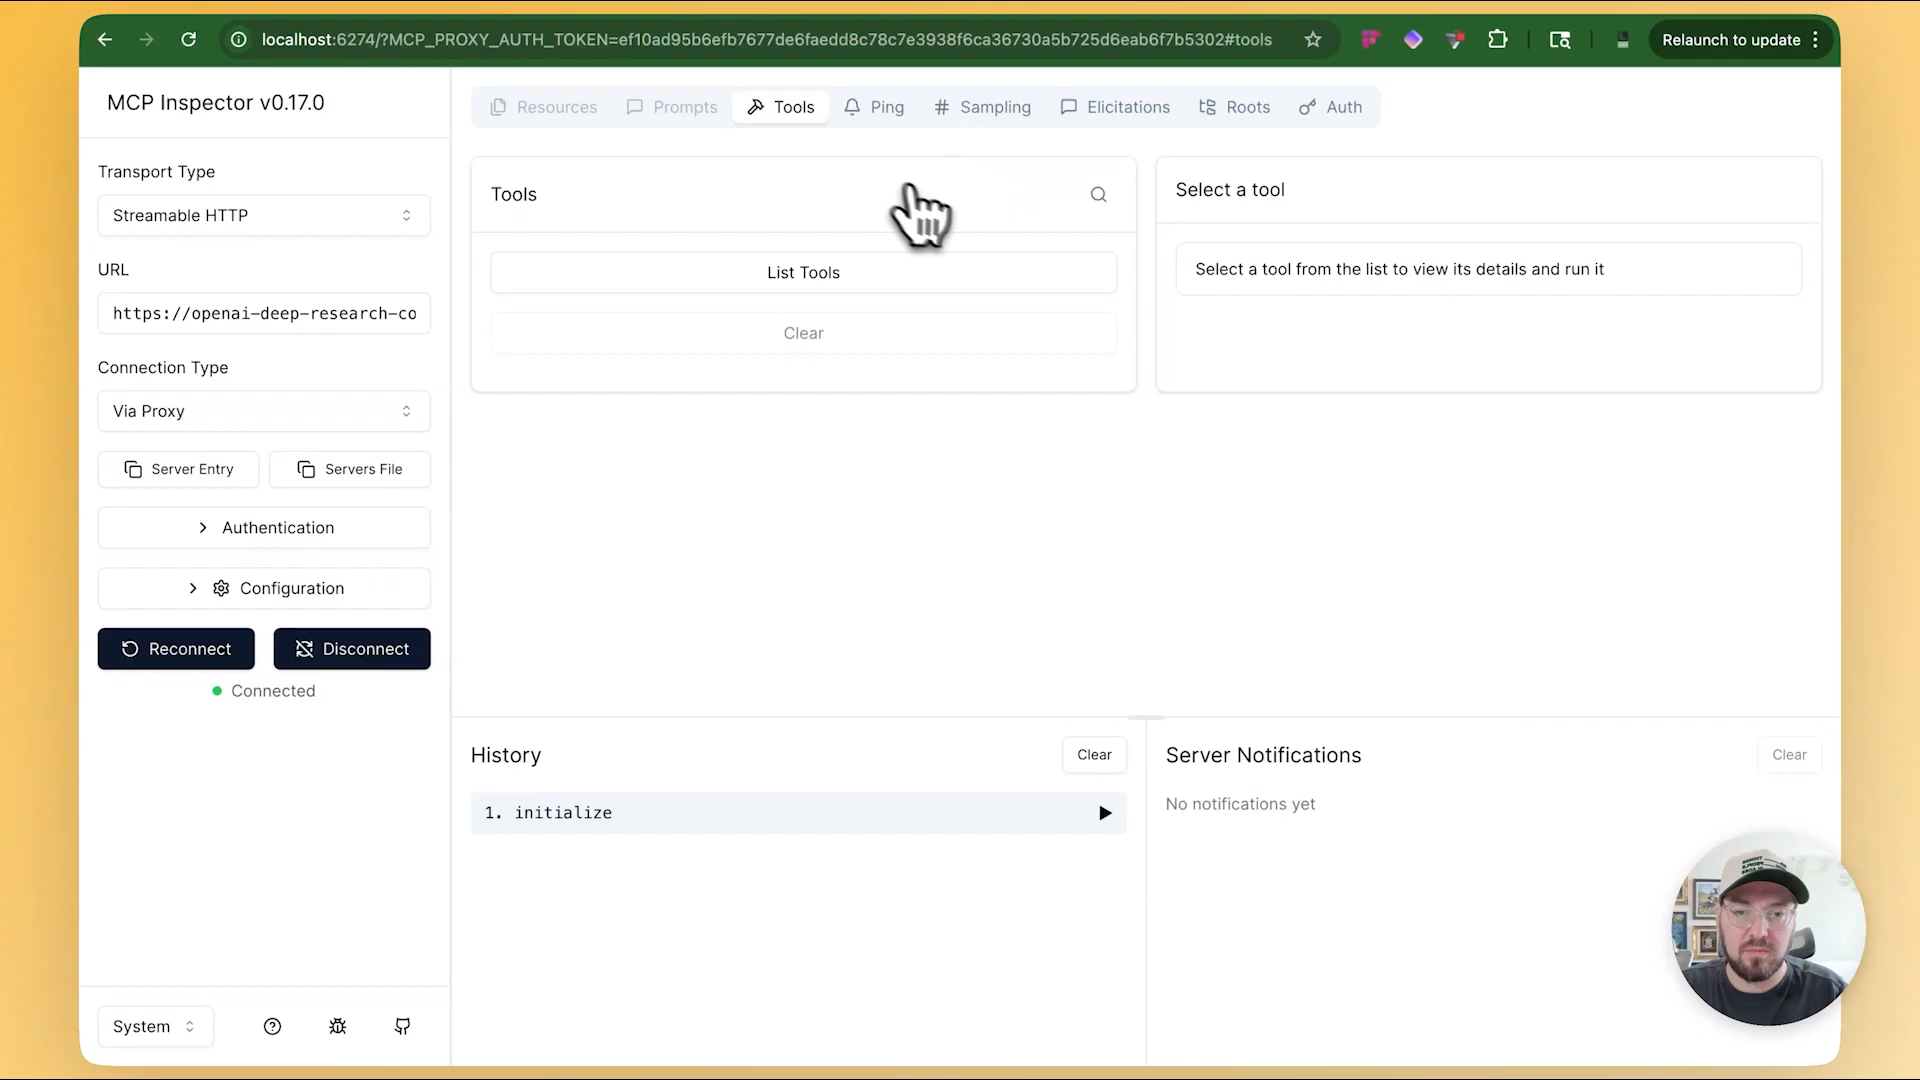 localhost:6274/?MCP_PROXY_AUTH_TOKEN=ef10ad95b6efb7677de6faedd8c78c7e3938f6ca36730a5b725d6eab6f7b5302#tools
Relaunch to update
MCP Inspector v0.17.0
Resources
Prompts
Tools
Ping
Sampling
Elicitations
Roots
Auth
Transport Type
Streamable HTTP
URL
https://openai-deep-research-co
Connection Type
Via Proxy
Server Entry
Servers File
Authentication
Configuration
Reconnect
Disconnect
Connected
System
Tools
List Tools
Clear
Select a tool
Select a tool from the list to view its details and run it
History
Clear
1. initialize
Server Notifications
Clear
No notifications yet